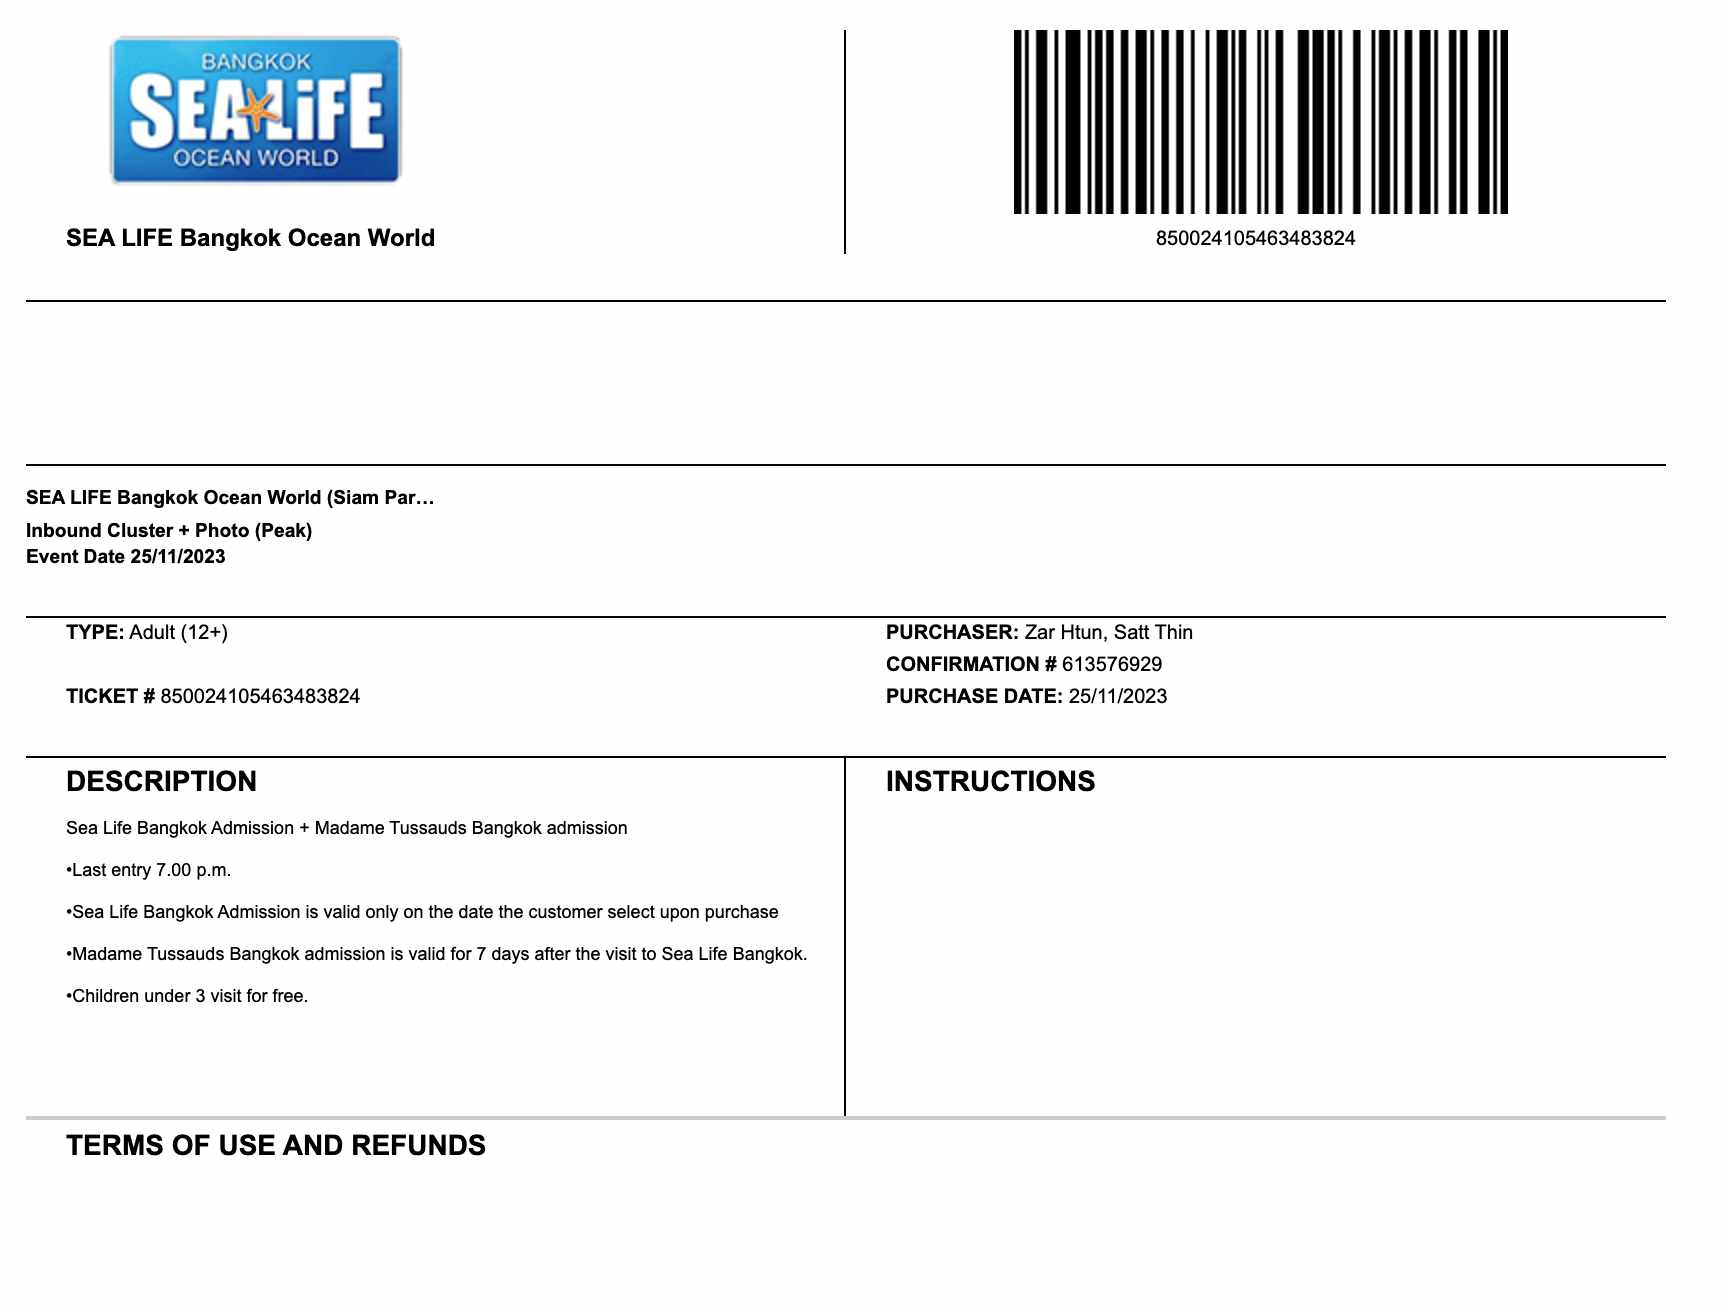 BANGKOK
SEA LiFE
OCEAN WORLD
SEA LIFE Bangkok Ocean World
850024105463483824
SEA LIFE Bangkok Ocean World (Siam Par…
Inbound Cluster + Photo (Peak)
Event Date 25/11/2023
TYPE: Adult (12+)
TICKET # 850024105463483824
PURCHASER: Zar Htun, Satt Thin
CONFIRMATION # 613576929
PURCHASE DATE: 25/11/2023
DESCRIPTION
Sea Life Bangkok Admission + Madame Tussauds Bangkok admission
•Last entry 7.00 p.m.
•Sea Life Bangkok Admission is valid only on the date the customer select upon purchase
•Madame Tussauds Bangkok admission is valid for 7 days after the visit to Sea Life Bangkok.
•Children under 3 visit for free.
INSTRUCTIONS
TERMS OF USE AND REFUNDS